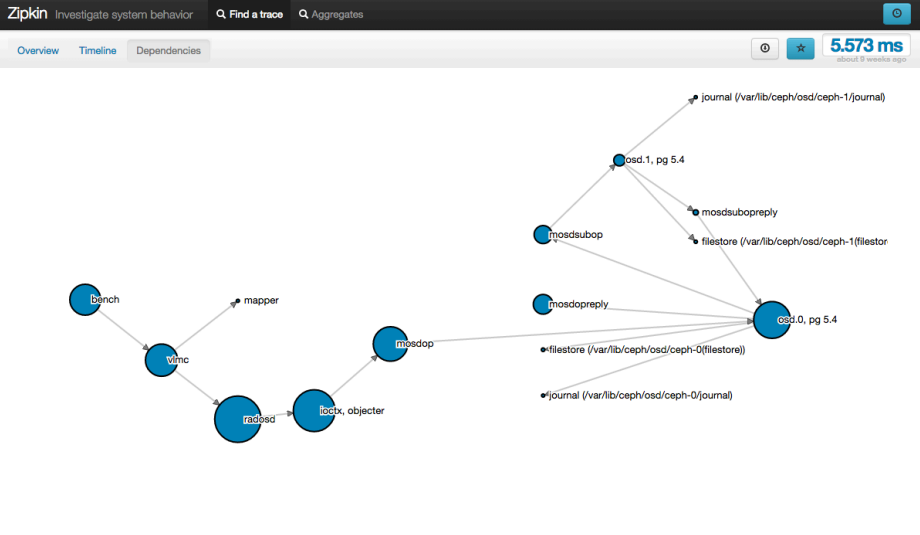 Zipkin Investigate system behavior Find a trace Aggregates
Overview Timeline Dependencies 5.573 ms
about 9 weeks ago
journal (/var/lib/ceph/osd/ceph-1/journal)
osd.1, pg 5.4
mosdsubopreply
mosdsubop
filestore (/var/lib/ceph/osd/ceph-1(filestor
bench
mapper
mosdopreply
osd.0, pg 5.4
mosdop
filestore (/var/lib/ceph/osd/ceph-0(filestore))
vlmc
journal (/var/lib/ceph/osd/ceph-0/journal)
ioctx, objecter
radosd